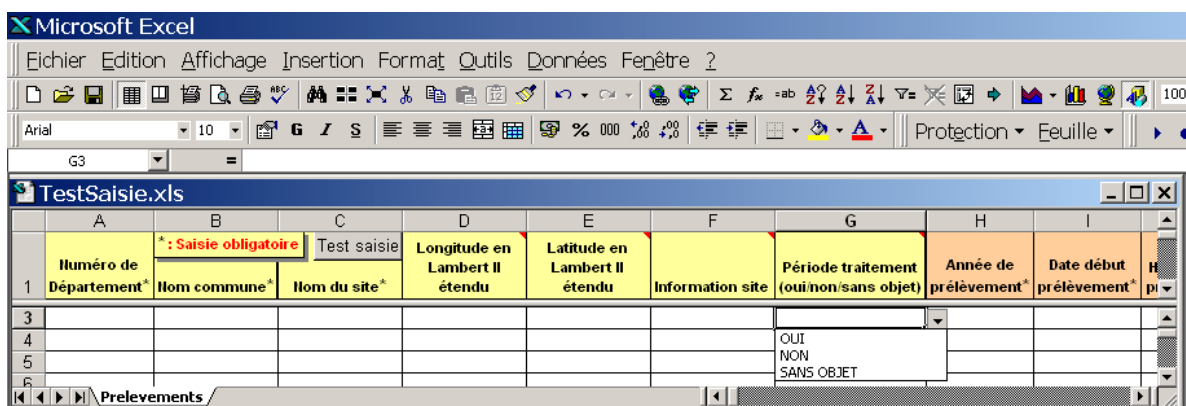 Microsoft Excel
Fichier Edition Affichage Insertion Format Outils Données Fenêtre ?
100
Arial 10 G I S % 000 Protection Feuille
G3 =
TestSaisie.xls
A B C D E F G H I
*: Saisie obligatoire Test saisie
1 Numéro de Département* Nom commune* Nom du site* Longitude en Lambert II étendu Latitude en Lambert II étendu Information site Période traitement (oui/non/sans objet) Année de prélèvement* Date début prélèvement*
3
4 OUI
5 NON
6 SANS OBJET
Prelevements